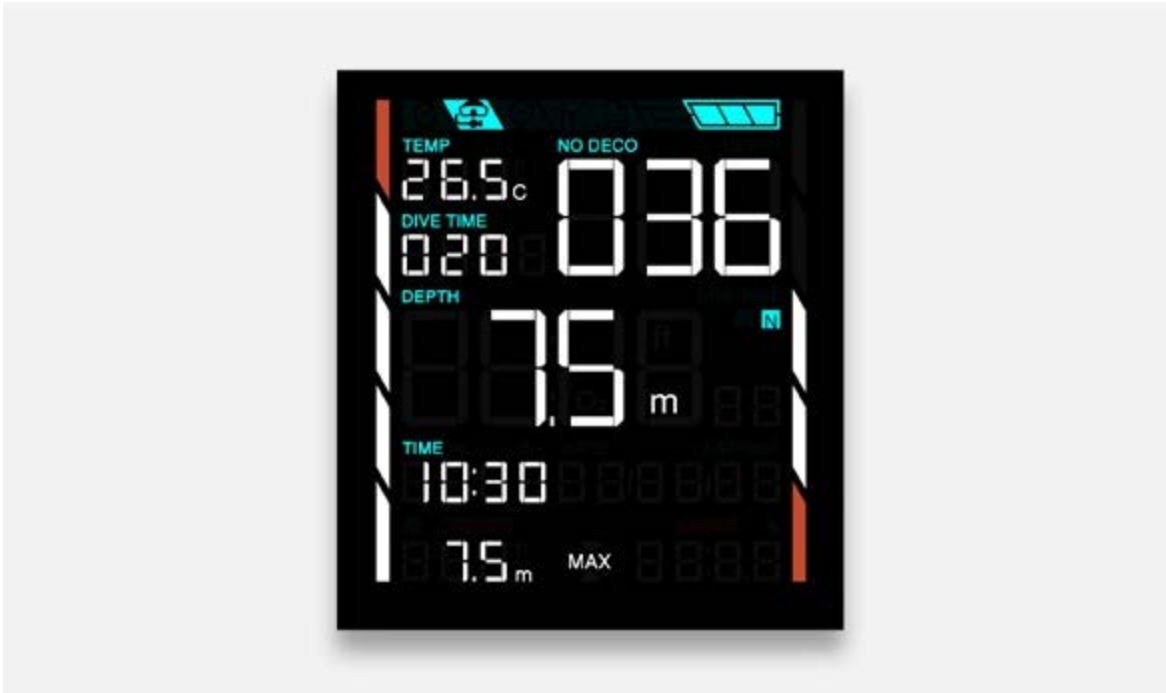 TEMP NO DECO
26.5c 036
DIVE TIME
020
DEPTH
N
7.5 m
TIME
10:30
7.5m MAX